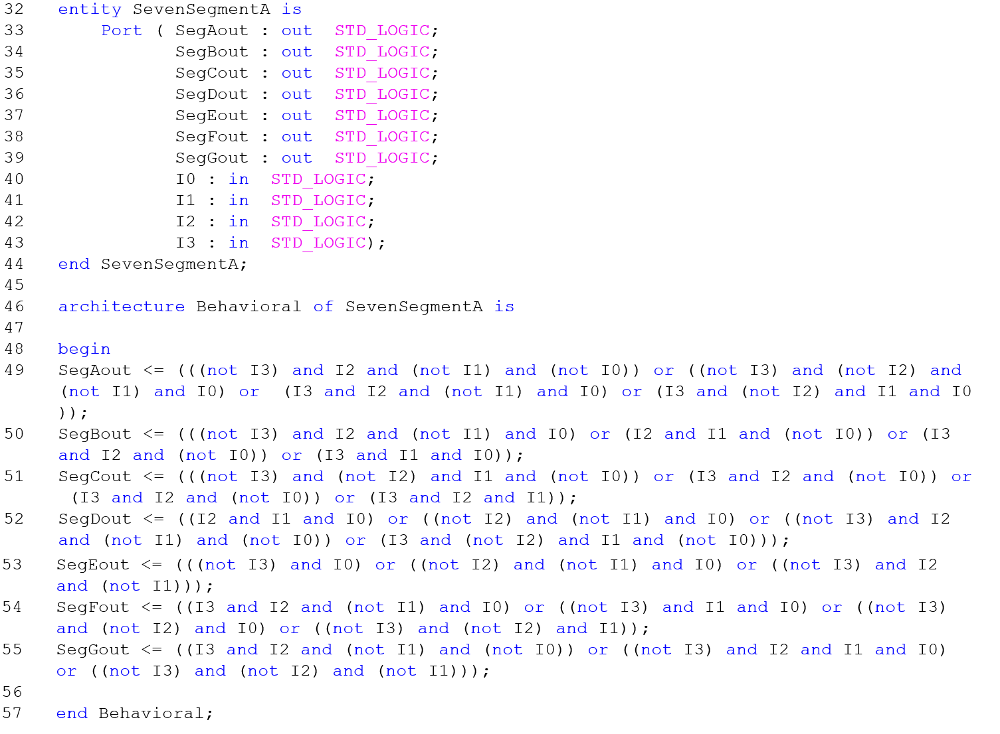 32 entity SevenSegmentA is
33 Port ( SegAout : out STD_LOGIC;
34 SegBout : out STD_LOGIC;
35 SegCout : out STD_LOGIC;
36 SegDout : out STD_LOGIC;
37 SegEout : out STD_LOGIC;
38 SegFout : out STD_LOGIC;
39 SegGout : out STD_LOGIC;
40 I0 : in STD_LOGIC;
41 I1 : in STD_LOGIC;
42 I2 : in STD_LOGIC;
43 I3 : in STD_LOGIC);
44 end SevenSegmentA;
45
46 architecture Behavioral of SevenSegmentA is
47
48 begin
49 SegAout <= (((not I3) and I2 and (not I1) and (not I0)) or ((not I3) and (not I2) and
(not I1) and I0) or (I3 and I2 and (not I1) and I0) or (I3 and (not I2) and I1 and I0
));
50 SegBout <= (((not I3) and I2 and (not I1) and I0) or (I2 and I1 and (not I0)) or (I3
and I2 and (not I0)) or (I3 and I1 and I0));
51 SegCout <= (((not I3) and (not I2) and I1 and (not I0)) or (I3 and I2 and (not I0)) or
(I3 and I2 and (not I0)) or (I3 and I2 and I1));
52 SegDout <= ((I2 and I1 and I0) or ((not I2) and (not I1) and I0) or ((not I3) and I2
and (not I1) and (not I0)) or (I3 and (not I2) and I1 and (not I0)));
53 SegEout <= (((not I3) and I0) or ((not I2) and (not I1) and I0) or ((not I3) and I2
and (not I1)));
54 SegFout <= ((I3 and I2 and (not I1) and I0) or ((not I3) and I1 and I0) or ((not I3)
and (not I2) and I0) or ((not I3) and (not I2) and I1));
55 SegGout <= ((I3 and I2 and (not I1) and (not I0)) or ((not I3) and I2 and I1 and I0)
or ((not I3) and (not I2) and (not I1)));
56
57 end Behavioral;